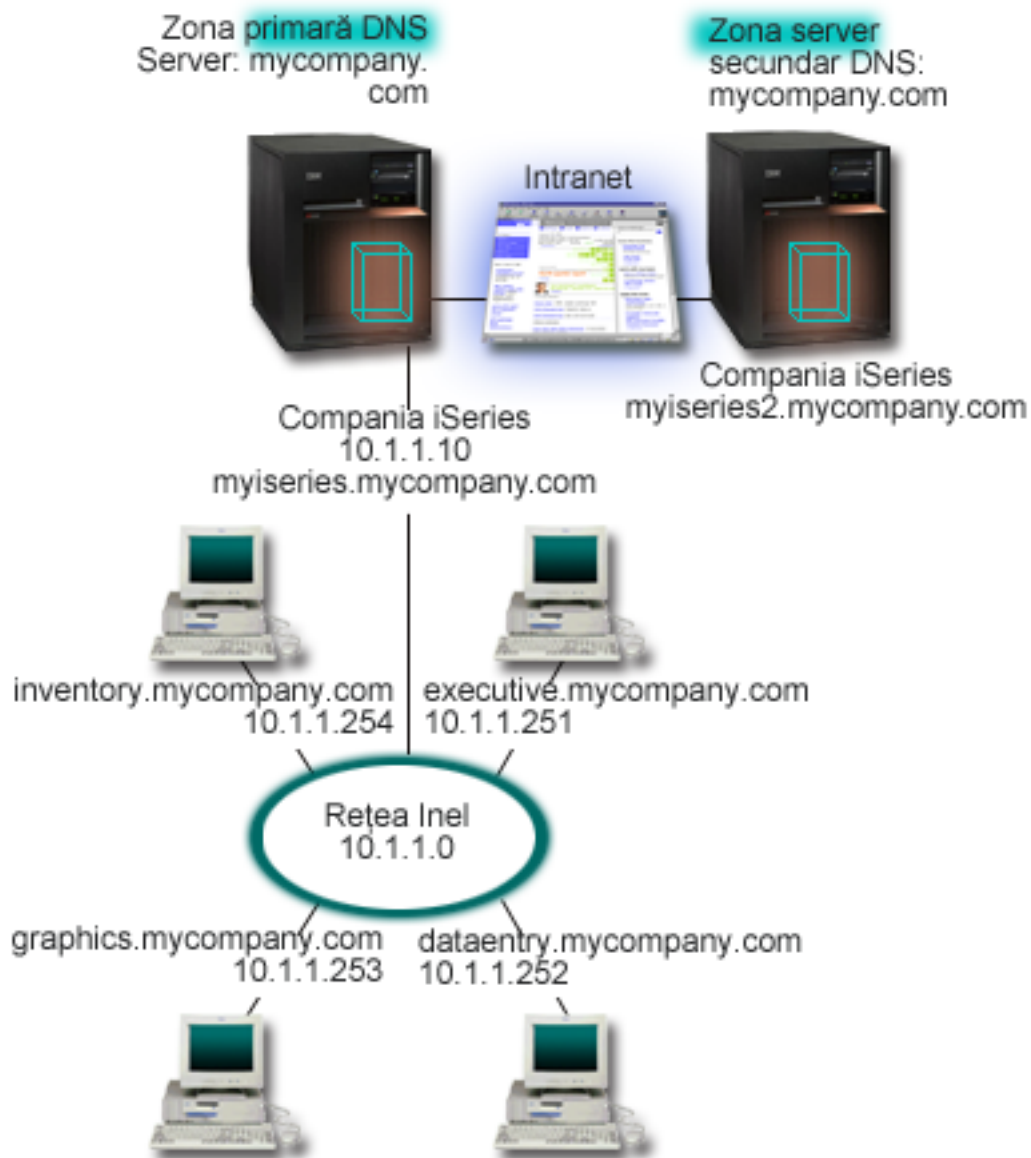 Zona primară DNS
Server: mycompany.
com
Zona server
secundar DNS:
mycompany.com
Intranet
Compania iSeries
myiseries2.mycompany.com
Compania iSeries
10.1.1.10
myiseries.mycompany.com
inventory.mycompany.com
10.1.1.254
executive.mycompany.com
10.1.1.251
Rețea Inel
10.1.1.0
graphics.mycompany.com
10.1.1.253
dataentry.mycompany.com
10.1.1.252